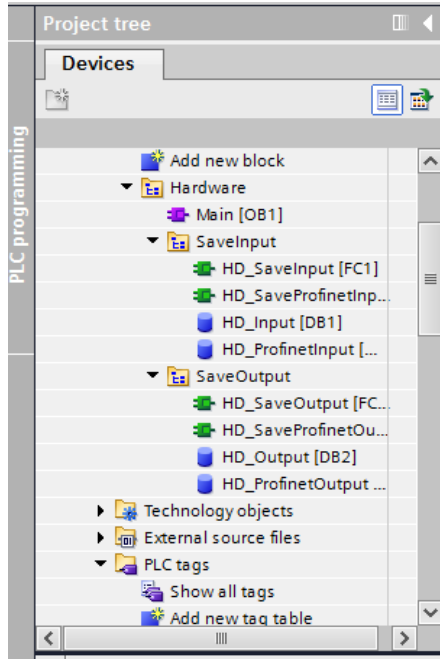 Project tree
Devices
PLC programming
Add new block
Hardware
Main [OB1]
SaveInput
HD_SaveInput [FC1]
HD_SaveProfinetInp...
HD_Input [DB1]
HD_ProfinetInput [...
SaveOutput
HD_SaveOutput [FC...
HD_SaveProfinetOu...
HD_Output [DB2]
HD_ProfinetOutput ...
Technology objects
External source files
PLC tags
Show all tags
Add new tag table